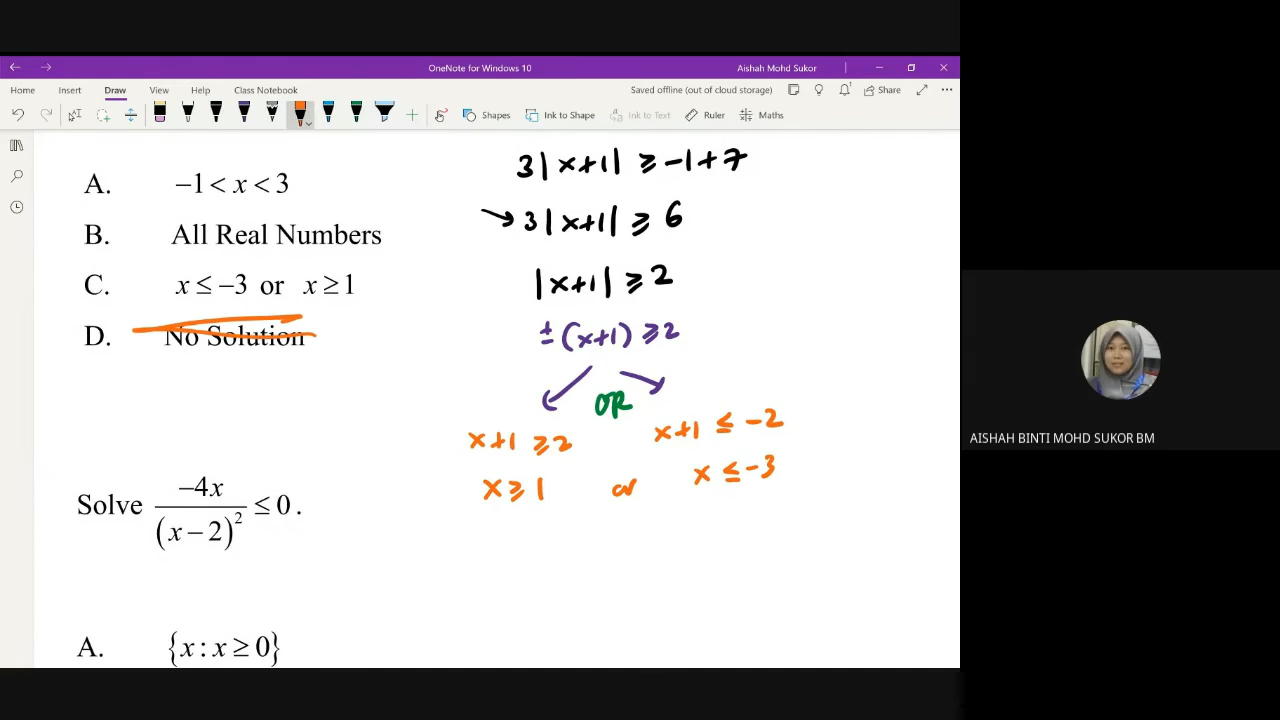 OneNote for Windows 10
Aishah Mohd Sukor
Home Insert Draw View Help Class Notebook
Saved offline (out of cloud storage)
Share
Shapes Ink to Shape Ink to Text Ruler Maths
A. −1 < x < 3
B. All Real Numbers
C. x ≤ −3 or x ≥ 1
D. No Solution
3|x+1| ≥ -1+7
→ 3|x+1| ≥ 6
|x+1| ≥ 2
± (x+1) ≥ 2
OR
x+1 ≥ 2 x+1 ≤ -2
x ≥ 1 or x ≤ -3
Solve −4x/(x−2)² ≤ 0 .
A. {x : x ≥ 0}
AISHAH BINTI MOHD SUKOR BM